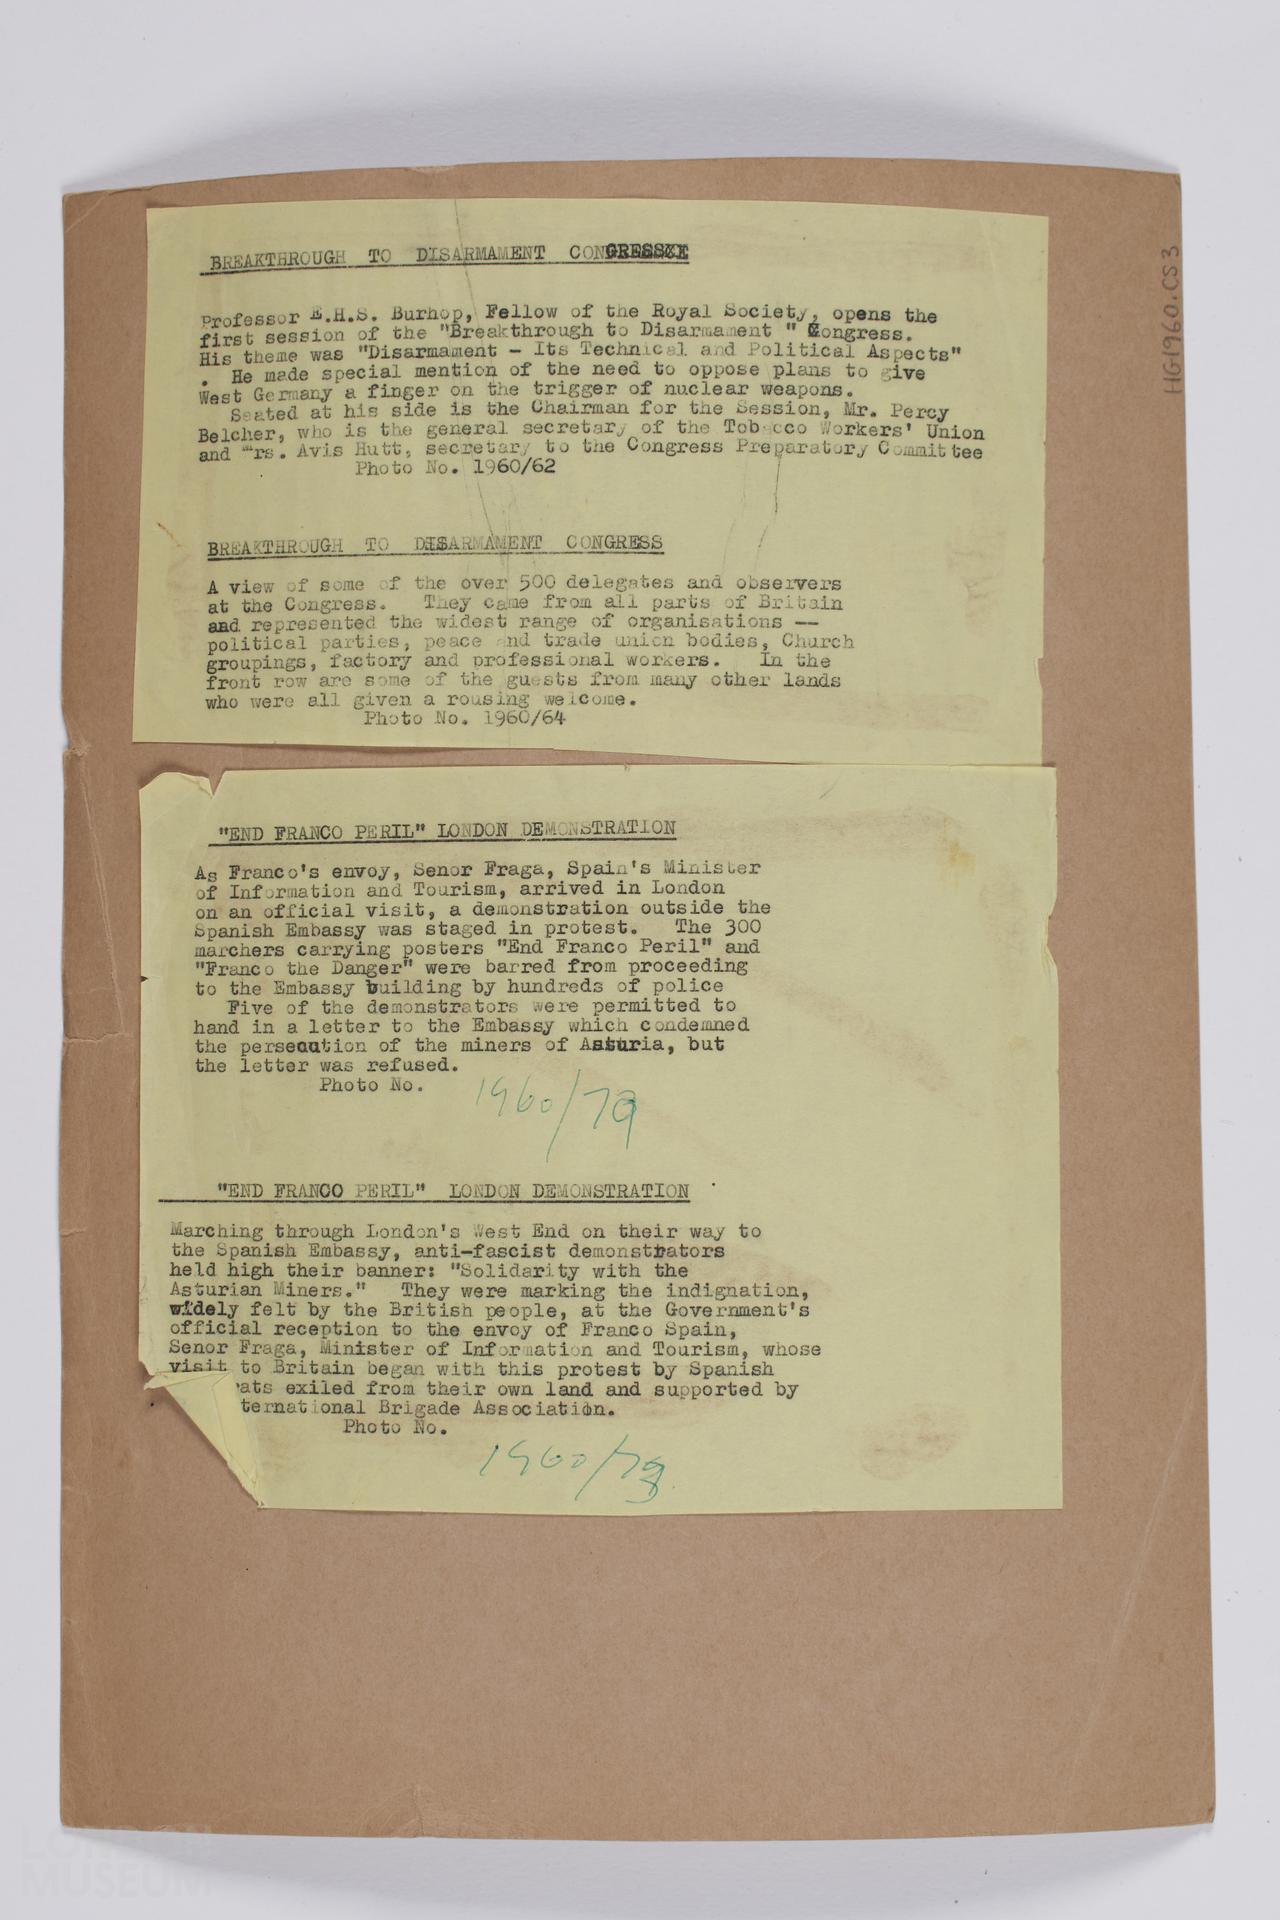 BREAKTHROUGH TO DISARMAMENT CONGRESS
Professor E.H.S. Burhop, Fellow of the Royal Society, opens the
first session of the "Breakthrough to Disarmament " Congress.
His theme was "Disarmament - Its Technical and Political Aspects"
. He made special mention of the need to oppose plans to give
West Germany a finger on the trigger of nuclear weapons.
Seated at his side is the Chairman for the Session, Mr. Percy
Belcher, who is the general secretary of the Tobacco Workers' Union
and Mrs. Avis Hutt, secretary to the Congress Preparatory Committee
Photo No. 1960/62
BREAKTHROUGH TO DISARMAMENT CONGRESS
A view of some of the over 500 delegates and observers
at the Congress. They came from all parts of Britain
and represented the widest range of organisations --
political parties, peace and trade union bodies, Church
groupings, factory and professional workers. In the
front row are some of the guests from many other lands
who were all given a rousing welcome.
Photo No. 1960/64
"END FRANCO PERIL" LONDON DEMONSTRATION
As Franco's envoy, Senor Fraga, Spain's Minister
of Information and Tourism, arrived in London
on an official visit, a demonstration outside the
Spanish Embassy was staged in protest. The 300
marchers carrying posters "End Franco Peril" and
"Franco the Danger" were barred from proceeding
to the Embassy building by hundreds of police
Five of the demonstrators were permitted to
hand in a letter to the Embassy which condemned
the persecution of the miners of Asturia, but
the letter was refused.
Photo No. 1960/79
"END FRANCO PERIL" LONDON DEMONSTRATION
Marching through London's West End on their way to
the Spanish Embassy, anti-fascist demonstrators
held high their banner: "Solidarity with the
Asturian Miners." They were marking the indignation,
widely felt by the British people, at the Government's
official reception to the envoy of Franco Spain,
Senor Fraga, Minister of Information and Tourism, whose
visit to Britain began with this protest by Spanish
rats exiled from their own land and supported by
ternational Brigade Association.
Photo No.
HG1960.CS3
LONDON
MUSEUM